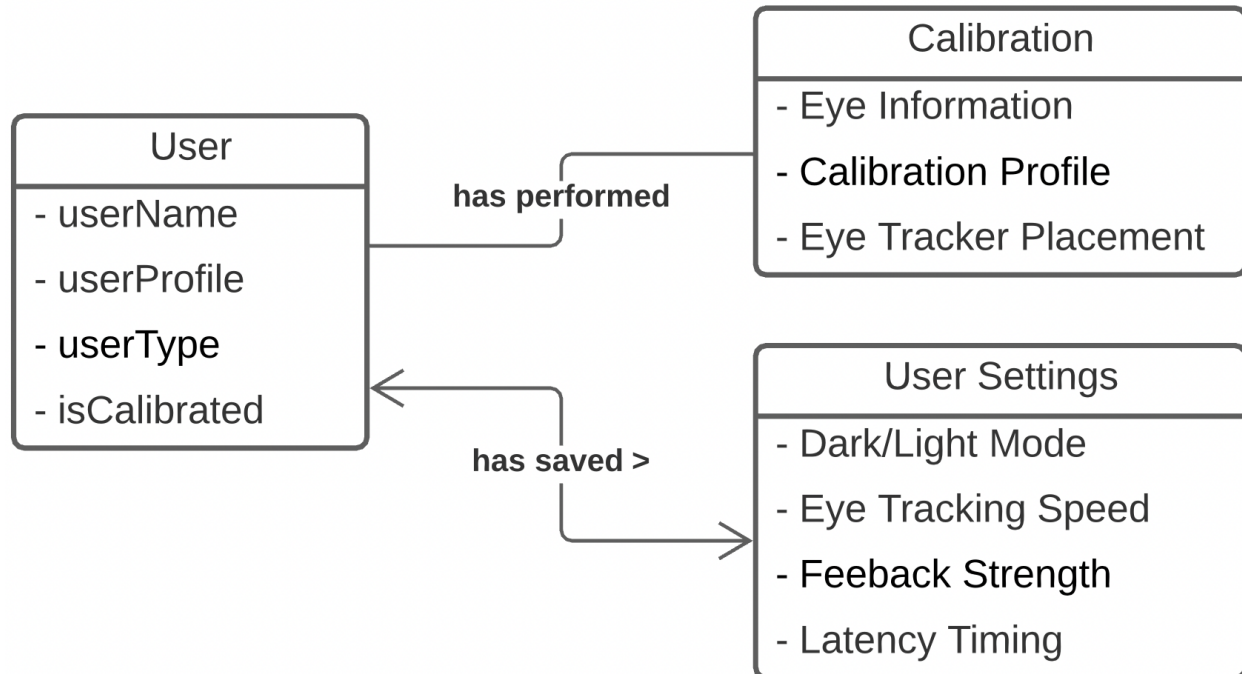 User
- userName
- userProfile
- userType
- isCalibrated
has performed
Calibration
- Eye Information
- Calibration Profile
- Eye Tracker Placement
has saved >
User Settings
- Dark/Light Mode
- Eye Tracking Speed
- Feeback Strength
- Latency Timing